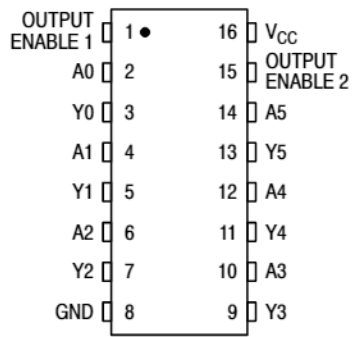 OUTPUT
ENABLE 1 1 16 VCC
A0 2 15 OUTPUT
ENABLE 2
Y0 3 14 A5
A1 4 13 Y5
Y1 5 12 A4
A2 6 11 Y4
Y2 7 10 A3
GND 8 9 Y3